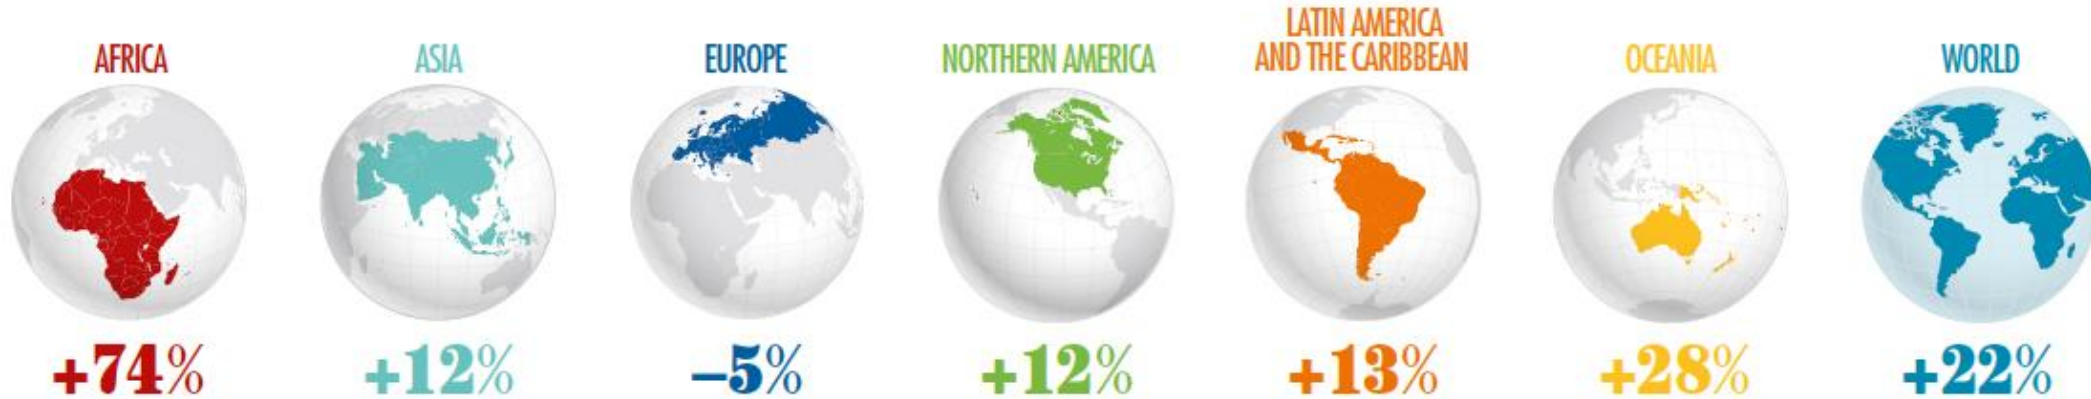 AFRICA
+74%
ASIA
+12%
EUROPE
–5%
NORTHERN AMERICA
+12%
LATIN AMERICA
AND THE CARIBBEAN
+13%
OCEANIA
+28%
WORLD
+22%